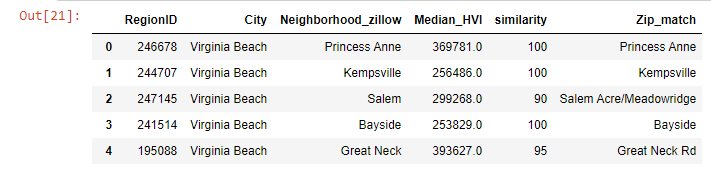 Out[21]:
RegionID City Neighborhood_zillow Median_HVI similarity Zip_match
0 246678 Virginia Beach Princess Anne 369781.0 100 Princess Anne
1 244707 Virginia Beach Kempsville 256486.0 100 Kempsville
2 247145 Virginia Beach Salem 299268.0 90 Salem Acre/Meadowridge
3 241514 Virginia Beach Bayside 253829.0 100 Bayside
4 195088 Virginia Beach Great Neck 393627.0 95 Great Neck Rd